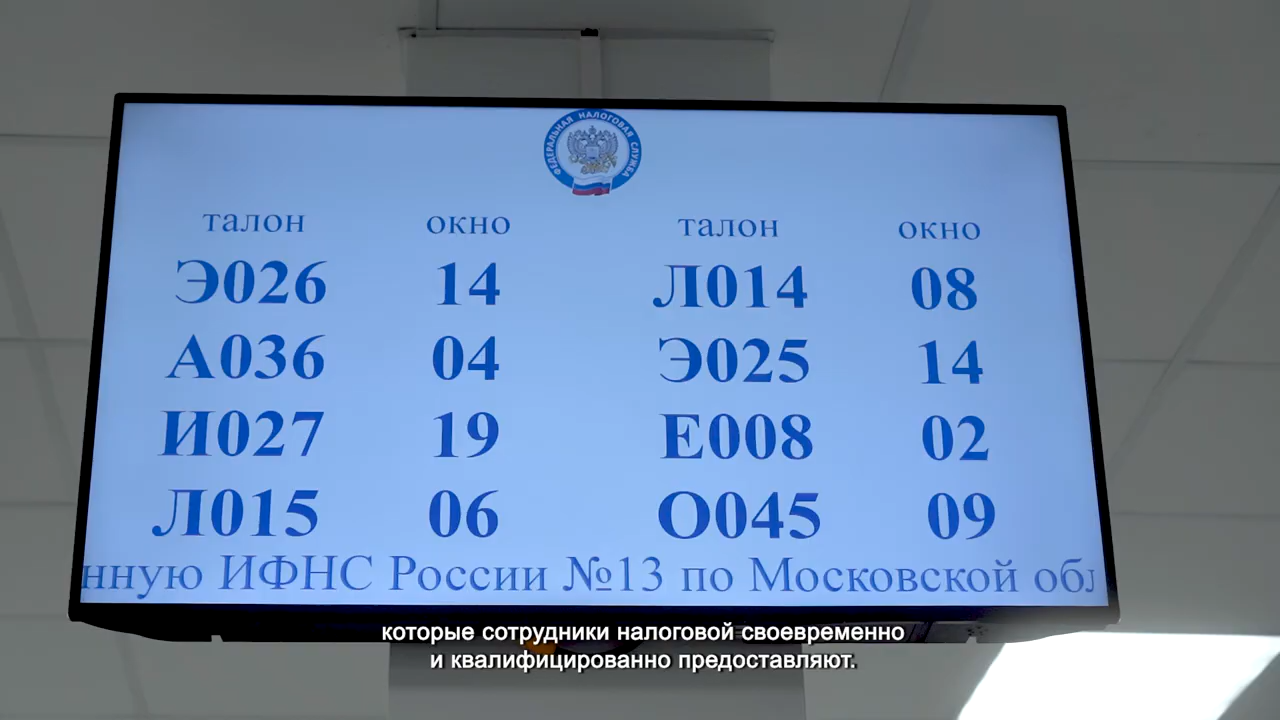 ФЕДЕРАЛЬНАЯ НАЛОГОВАЯ СЛУЖБА
талон окно талон окно
Э026 14 Л014 08
А036 04 Э025 14
И027 19 Е008 02
Л015 06 О045 09
нную ИФНС России №13 по Московской обл
которые сотрудники налоговой своевременно
и квалифицированно предоставляют.